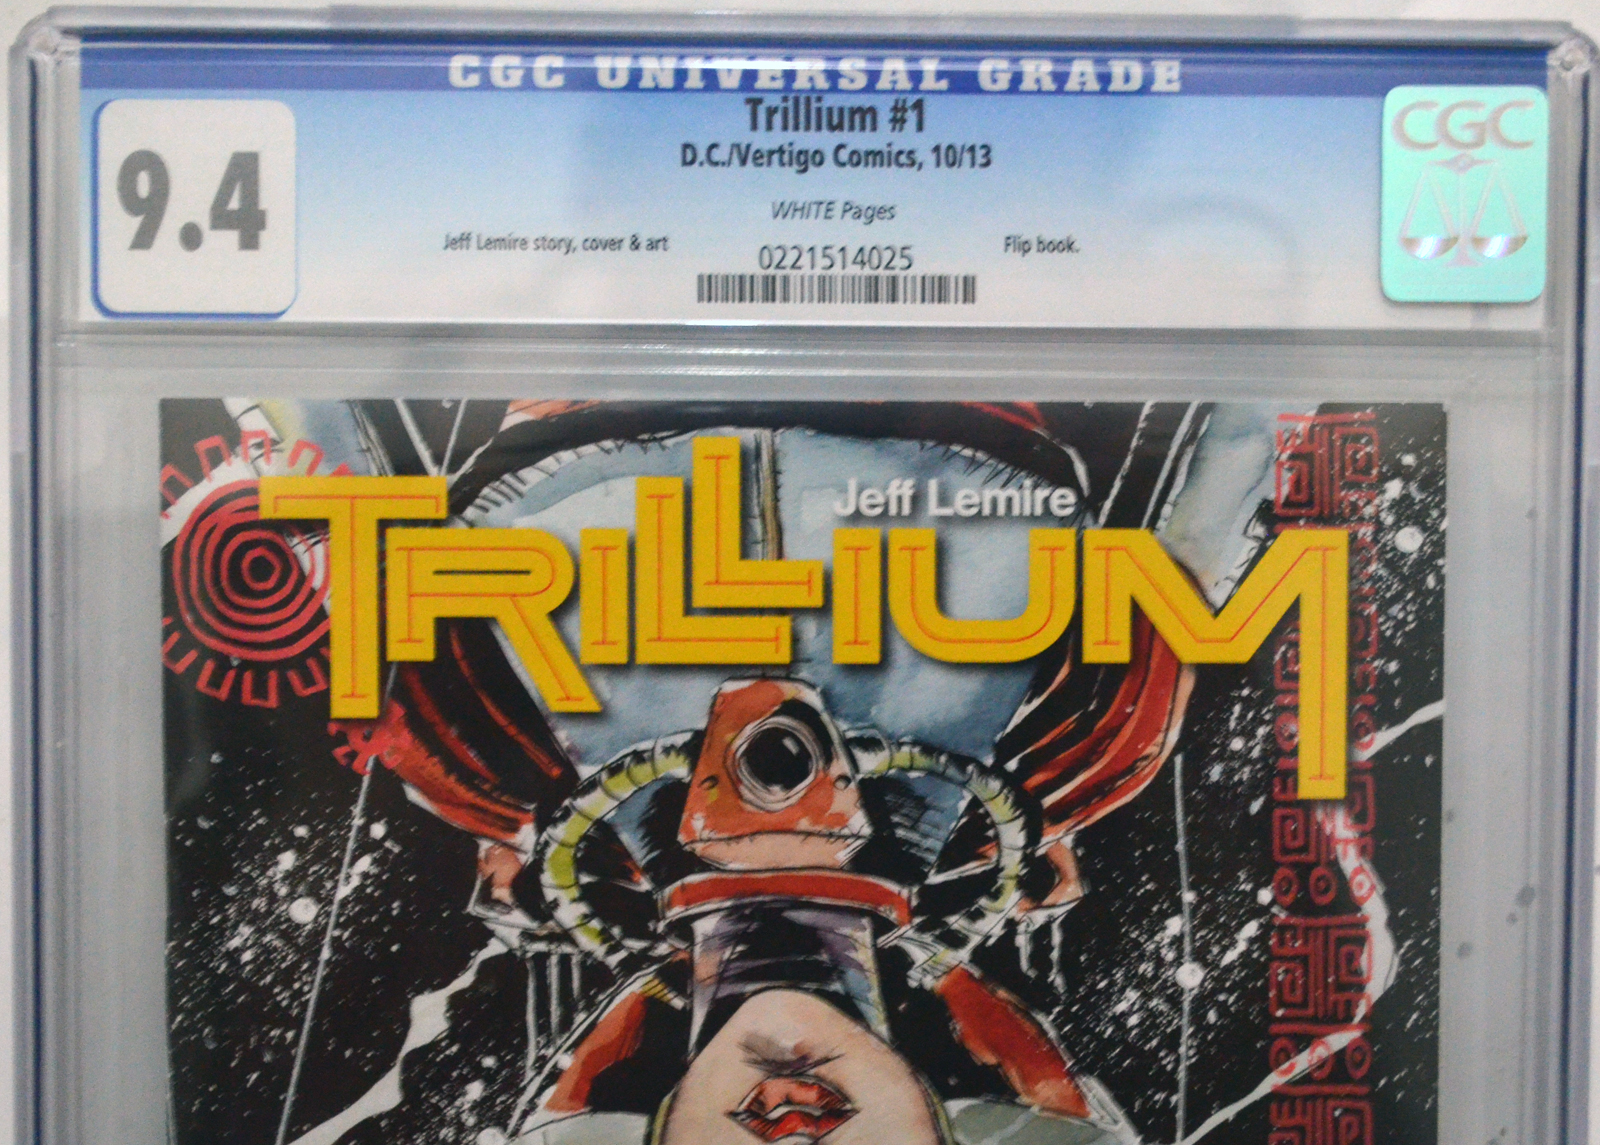 CGC UNIVERSAL GRADE
9.4
Trillium #1
D.C./Vertigo Comics, 10/13
WHITE Pages
Jeff Lemire story, cover & art
0221514025
Flip book.
CGC
Jeff Lemire
TRILLIUM